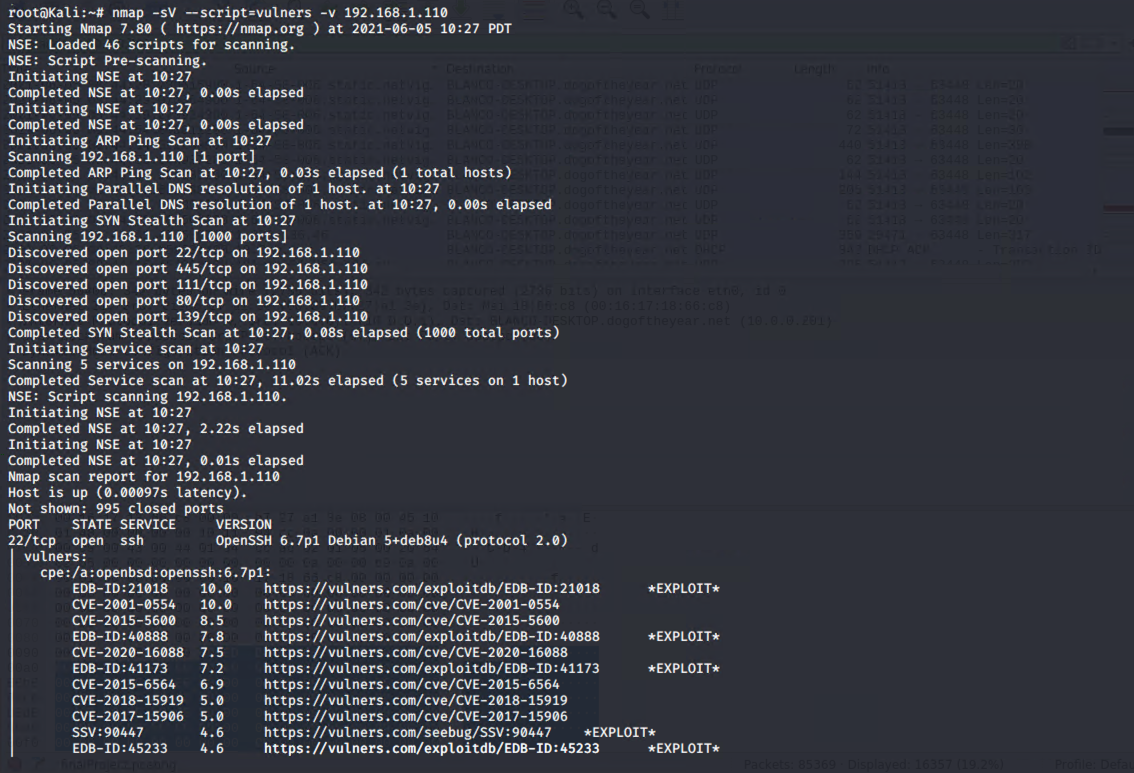 root@Kali:~# nmap -sV --script=vulners -v 192.168.1.110
Starting Nmap 7.80 ( https://nmap.org ) at 2021-06-05 10:27 PDT
NSE: Loaded 46 scripts for scanning.
NSE: Script Pre-scanning.
Initiating NSE at 10:27
Completed NSE at 10:27, 0.00s elapsed
Initiating NSE at 10:27
Completed NSE at 10:27, 0.00s elapsed
Initiating ARP Ping Scan at 10:27
Scanning 192.168.1.110 [1 port]
Completed ARP Ping Scan at 10:27, 0.03s elapsed (1 total hosts)
Initiating Parallel DNS resolution of 1 host. at 10:27
Completed Parallel DNS resolution of 1 host. at 10:27, 0.00s elapsed
Initiating SYN Stealth Scan at 10:27
Scanning 192.168.1.110 [1000 ports]
Discovered open port 22/tcp on 192.168.1.110
Discovered open port 445/tcp on 192.168.1.110
Discovered open port 111/tcp on 192.168.1.110
Discovered open port 80/tcp on 192.168.1.110
Discovered open port 139/tcp on 192.168.1.110
Completed SYN Stealth Scan at 10:27, 0.08s elapsed (1000 total ports)
Initiating Service scan at 10:27
Scanning 5 services on 192.168.1.110
Completed Service scan at 10:27, 11.02s elapsed (5 services on 1 host)
NSE: Script scanning 192.168.1.110.
Initiating NSE at 10:27
Completed NSE at 10:27, 2.22s elapsed
Initiating NSE at 10:27
Completed NSE at 10:27, 0.01s elapsed
Nmap scan report for 192.168.1.110
Host is up (0.00097s latency).
Not shown: 995 closed ports
PORT    STATE SERVICE     VERSION
22/tcp  open  ssh         OpenSSH 6.7p1 Debian 5+deb8u4 (protocol 2.0)
| vulners:
|   cpe:/a:openbsd:openssh:6.7p1:
|       EDB-ID:21018    10.0    https://vulners.com/exploitdb/EDB-ID:21018      *EXPLOIT*
|       CVE-2001-0554   10.0    https://vulners.com/cve/CVE-2001-0554
|       CVE-2015-5600   8.5     https://vulners.com/cve/CVE-2015-5600
|       EDB-ID:40888    7.8     https://vulners.com/exploitdb/EDB-ID:40888      *EXPLOIT*
|       CVE-2020-16088  7.5     https://vulners.com/cve/CVE-2020-16088
|       EDB-ID:41173    7.2     https://vulners.com/exploitdb/EDB-ID:41173      *EXPLOIT*
|       CVE-2015-6564   6.9     https://vulners.com/cve/CVE-2015-6564
|       CVE-2018-15919  5.0     https://vulners.com/cve/CVE-2018-15919
|       CVE-2017-15906  5.0     https://vulners.com/cve/CVE-2017-15906
|       SSV:90447       4.6     https://vulners.com/seebug/SSV:90447    *EXPLOIT*
|       EDB-ID:45233    4.6     https://vulners.com/exploitdb/EDB-ID:45233      *EXPLOIT*